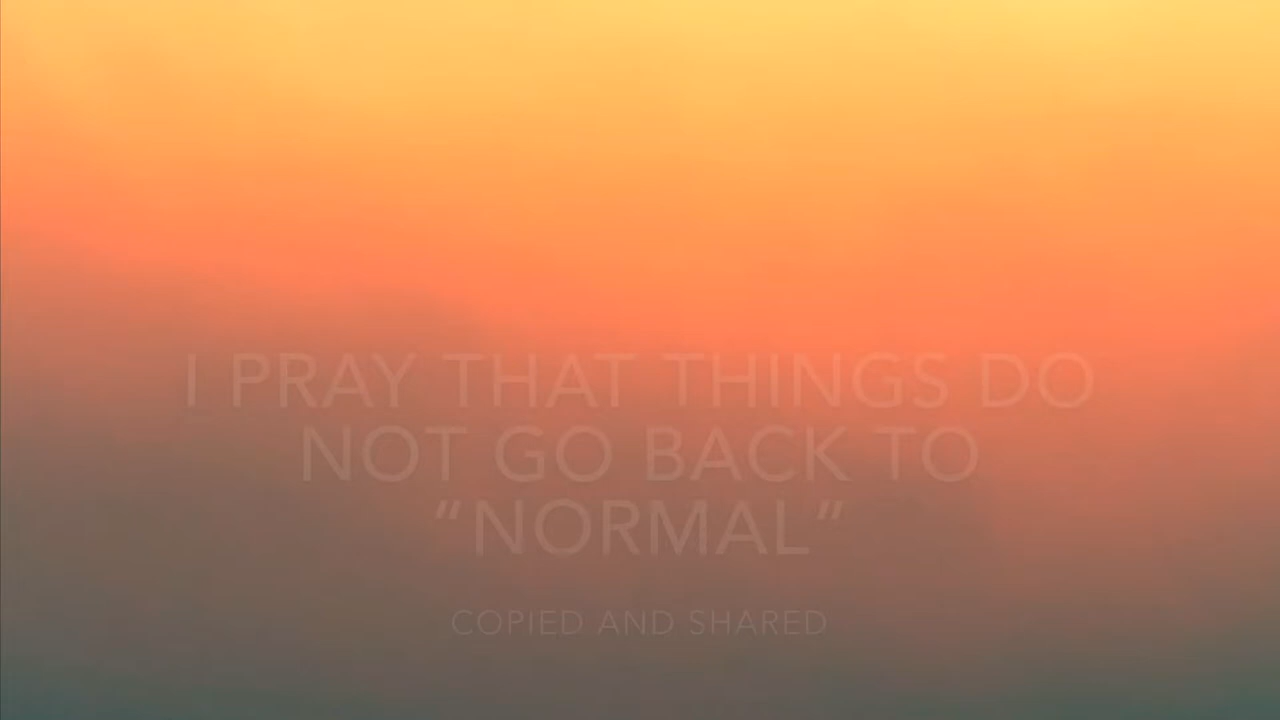 I PRAY THAT THINGS DO
NOT GO BACK TO
“NORMAL”
COPIED AND SHARED